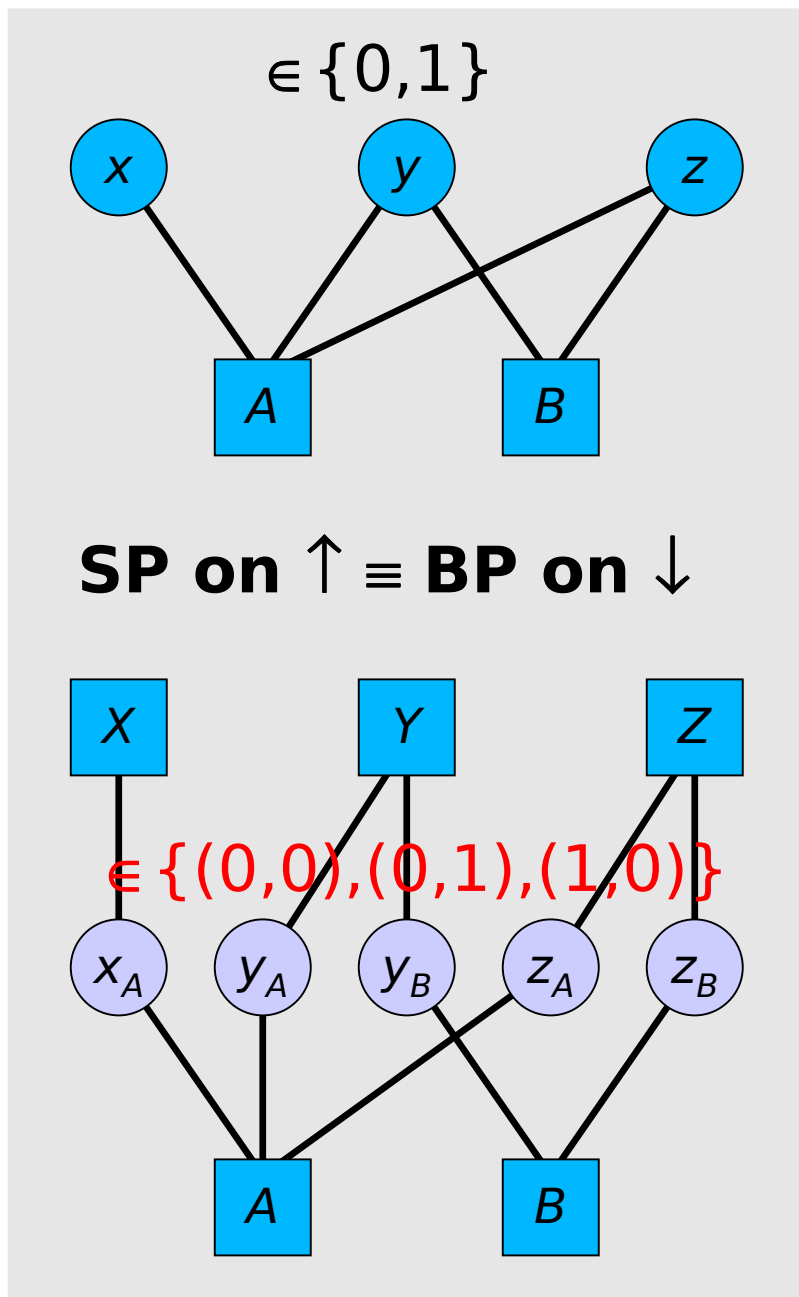 ∈{0,1}
x y z
A B
SP on ↑ ≡ BP on ↓
X Y Z
∈{(0,0),(0,1),(1,0)}
x_A y_A y_B z_A z_B
A B